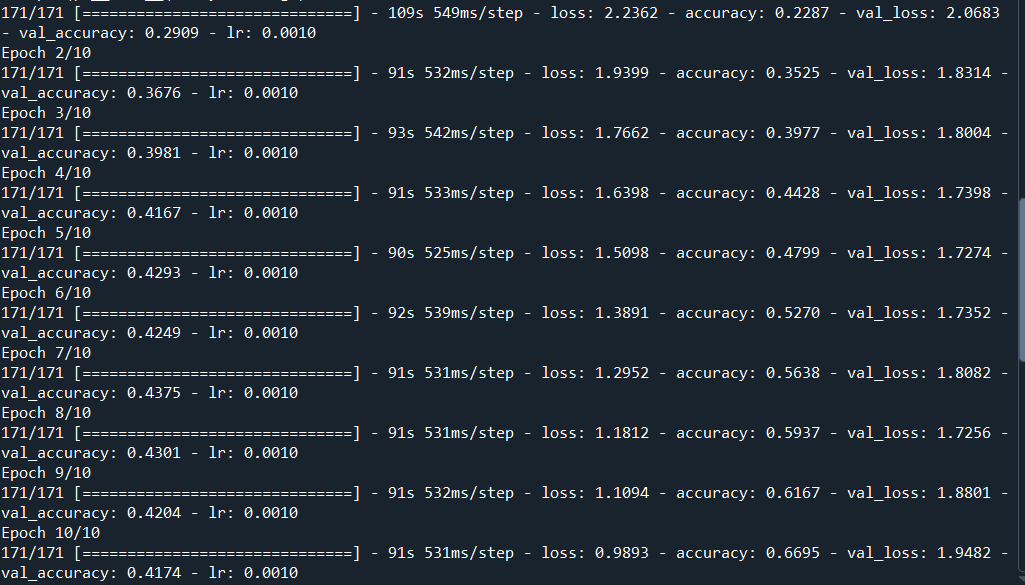 171/171 [==============================] - 109s 549ms/step - loss: 2.2362 - accuracy: 0.2287 - val_loss: 2.0683
- val_accuracy: 0.2909 - lr: 0.0010
Epoch 2/10
171/171 [==============================] - 91s 532ms/step - loss: 1.9399 - accuracy: 0.3525 - val_loss: 1.8314 -
val_accuracy: 0.3676 - lr: 0.0010
Epoch 3/10
171/171 [==============================] - 93s 542ms/step - loss: 1.7662 - accuracy: 0.3977 - val_loss: 1.8004 -
val_accuracy: 0.3981 - lr: 0.0010
Epoch 4/10
171/171 [==============================] - 91s 533ms/step - loss: 1.6398 - accuracy: 0.4428 - val_loss: 1.7398 -
val_accuracy: 0.4167 - lr: 0.0010
Epoch 5/10
171/171 [==============================] - 90s 525ms/step - loss: 1.5098 - accuracy: 0.4799 - val_loss: 1.7274 -
val_accuracy: 0.4293 - lr: 0.0010
Epoch 6/10
171/171 [==============================] - 92s 539ms/step - loss: 1.3891 - accuracy: 0.5270 - val_loss: 1.7352 -
val_accuracy: 0.4249 - lr: 0.0010
Epoch 7/10
171/171 [==============================] - 91s 531ms/step - loss: 1.2952 - accuracy: 0.5638 - val_loss: 1.8082 -
val_accuracy: 0.4375 - lr: 0.0010
Epoch 8/10
171/171 [==============================] - 91s 531ms/step - loss: 1.1812 - accuracy: 0.5937 - val_loss: 1.7256 -
val_accuracy: 0.4301 - lr: 0.0010
Epoch 9/10
171/171 [==============================] - 91s 532ms/step - loss: 1.1094 - accuracy: 0.6167 - val_loss: 1.8801 -
val_accuracy: 0.4204 - lr: 0.0010
Epoch 10/10
171/171 [==============================] - 91s 531ms/step - loss: 0.9893 - accuracy: 0.6695 - val_loss: 1.9482 -
val_accuracy: 0.4174 - lr: 0.0010